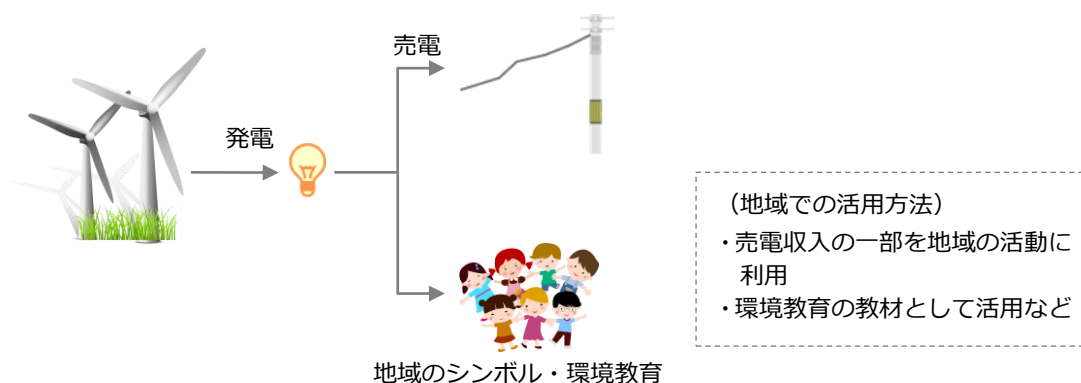 売電
発電
（地域での活用方法）
・売電収入の一部を地域の活動に
利用
・環境教育の教材として活用など
地域のシンボル・環境教育